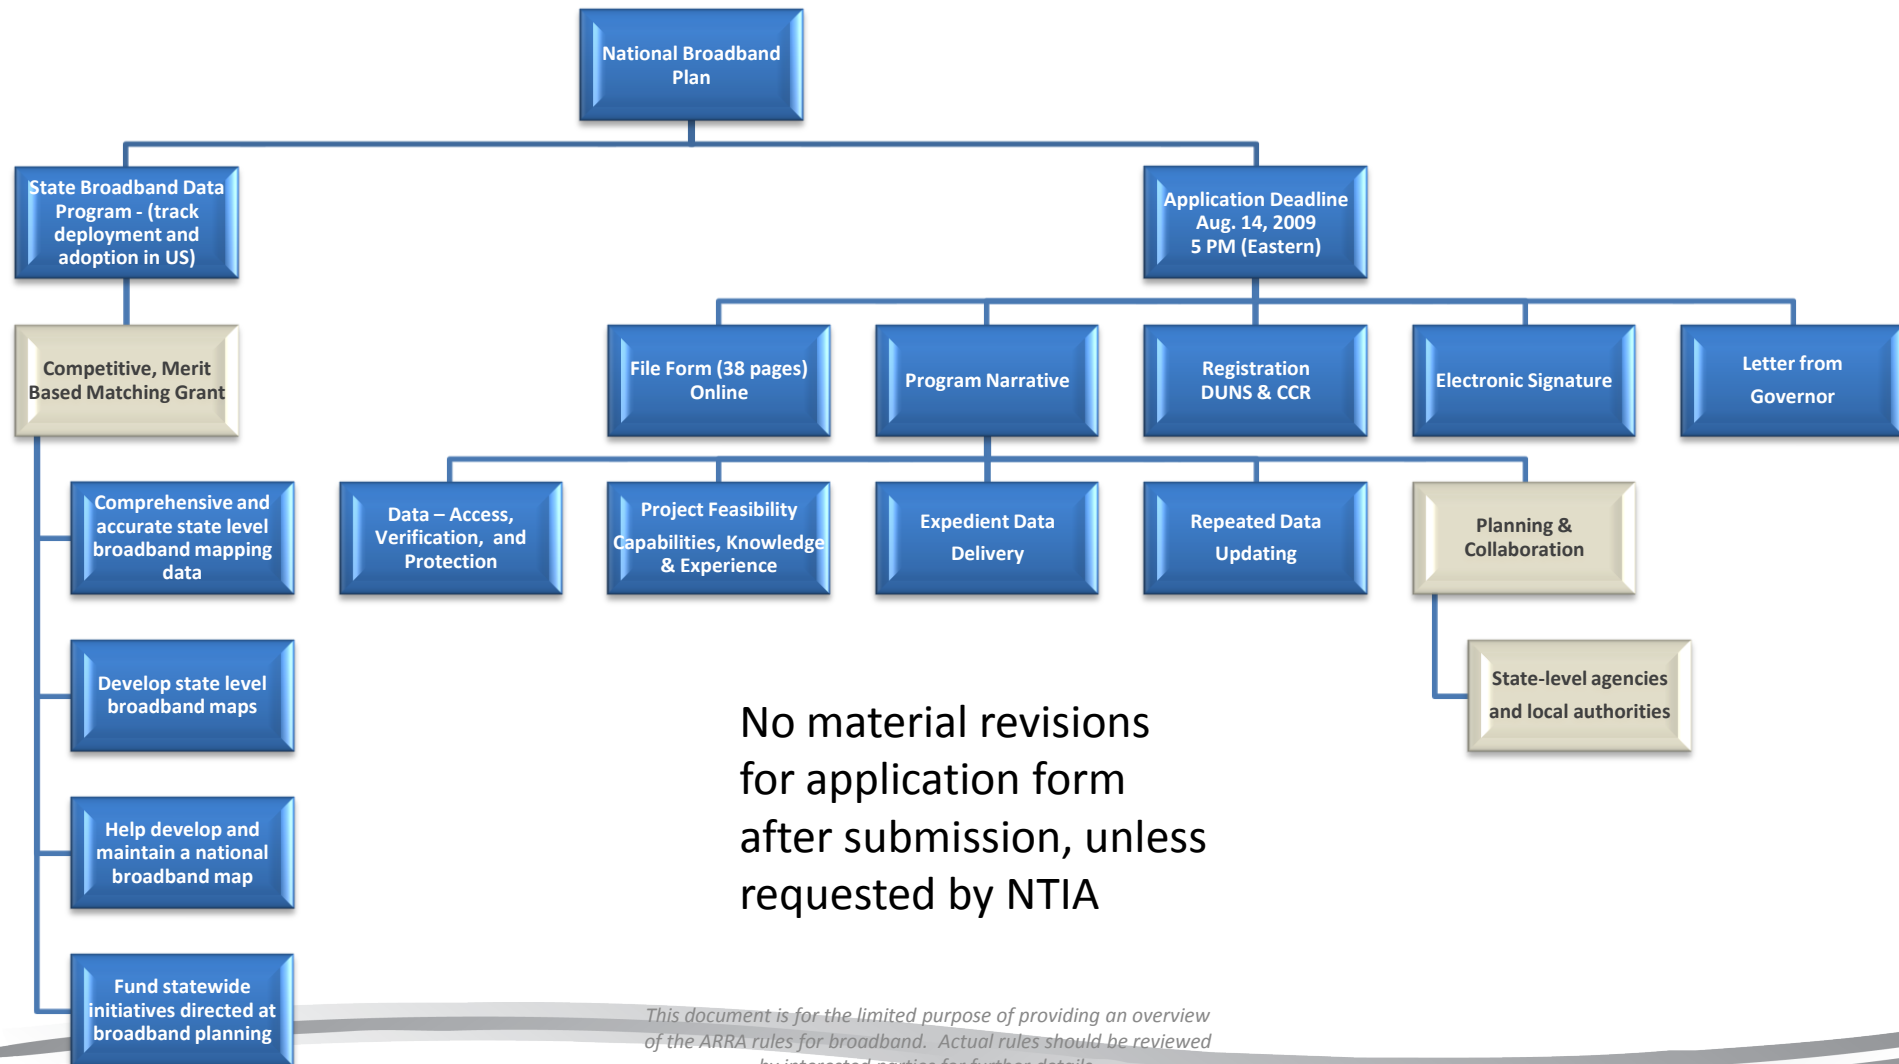 National Broadband
Plan
State Broadband Data
Program - (track
deployment and
adoption in US)
Application Deadline
Aug. 14, 2009
5 PM (Eastern)
Competitive, Merit
Based Matching Grant
File Form (38 pages)
Online
Program Narrative
Registration
DUNS & CCR
Electronic Signature
Letter from
Governor
Comprehensive and
accurate state level
broadband mapping
data
Data – Access,
Verification, and
Protection
Project Feasibility
Capabilities, Knowledge
& Experience
Expedient Data
Delivery
Repeated Data
Updating
Planning &
Collaboration
Develop state level
broadband maps
State-level agencies
and local authorities
No material revisions
for application form
after submission, unless
requested by NTIA
Help develop and
maintain a national
broadband map
Fund statewide
initiatives directed at
broadband planning
This document is for the limited purpose of providing an overview
of the ARRA rules for broadband. Actual rules should be reviewed
by interested parties for further details